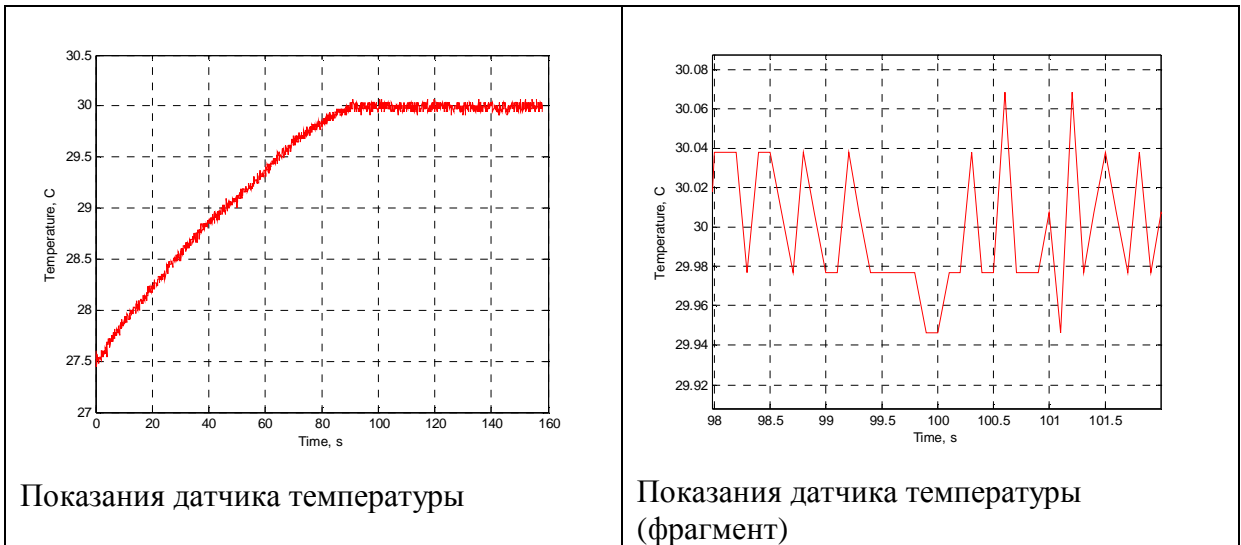 30.5
30
29.5
29
28.5
28
27.5
27
Temperature, C
0 20 40 60 80 100 120 140 160
Time, s
Показания датчика температуры
30.08
30.06
30.04
30.02
30
29.98
29.96
29.94
29.92
Temperature, C
98 98.5 99 99.5 100 100.5 101 101.5
Time, s
Показания датчика температуры
(фрагмент)